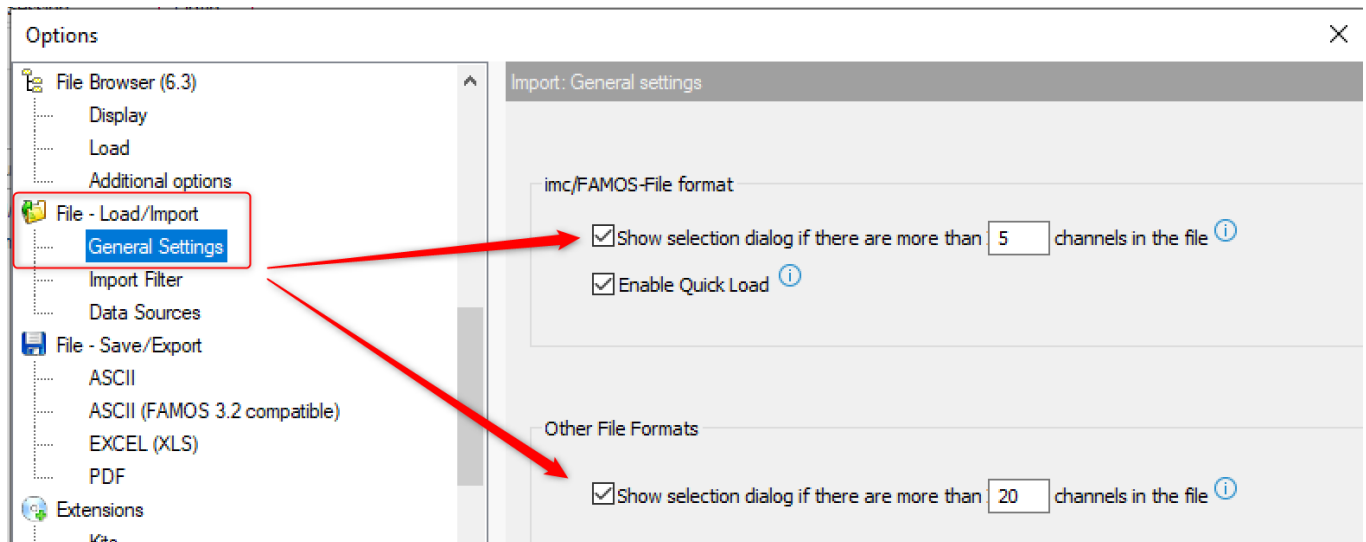 Options
File Browser (6.3)
Display
Load
Additional options
File - Load/Import
General Settings
Import Filter
Data Sources
File - Save/Export
ASCII
ASCII (FAMOS 3.2 compatible)
EXCEL (XLS)
PDF
Extensions
Import: General settings
imc/FAMOS-File format
Show selection dialog if there are more than 5 channels in the file
Enable Quick Load
Other File Formats
Show selection dialog if there are more than 20 channels in the file